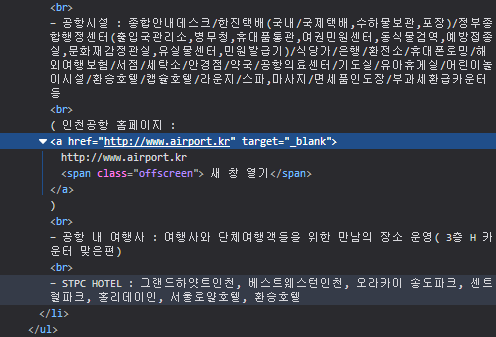 <br>
- 공항시설 : 종합안내데스크/한진택배(국내/국제택배,수하물보관,포장)/정부종
합행정센터(출입국관리소,병무청,휴대품통관,여권민원센터,동식물검역,예방접종
실,문화재감정관실,유실물센터,민원발급기)/식당가/은행/환전소/휴대폰로밍/해
외여행보험/서점/세탁소/안경점/약국/공항의료센터/기도실/유아휴게실/어린이놀
이시설/환승호텔/캡슐호텔/라운지/스파,마사지/면세품인도장/부과세환급카운터
등
<br>
( 인천공항 홈페이지 :
<a href="http://www.airport.kr" target="_blank">
http://www.airport.kr
<span class="offscreen"> 새 창 열기</span>
</a>
)
<br>
- 공항 내 여행사 : 여행사와 단체여행객들을 위한 만남의 장소 운영( 3층 H 카
운터 맞은편)
<br>
- STPC HOTEL : 그랜드하얏트인천, 베스트웨스턴인천, 오라카이 송도파크, 센트
럴파크, 홀리데이인, 서울로얄호텔, 환승호텔
</li>
</ul>